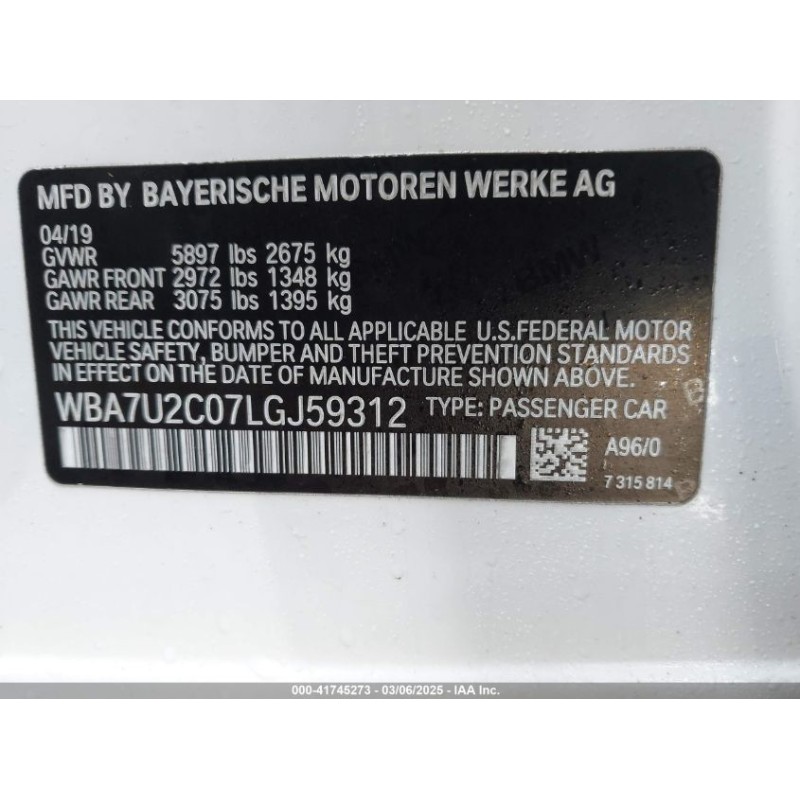 MFD BY BAYERISCHE MOTOREN WERKE AG
04/19
GVWR 5897 lbs 2675 kg
GAWR FRONT 2972 lbs 1348 kg
GAWR REAR 3075 lbs 1395 kg
THIS VEHICLE CONFORMS TO ALL APPLICABLE U.S.FEDERAL MOTOR
VEHICLE SAFETY, BUMPER AND THEFT PREVENTION STANDARDS
IN EFFECT ON THE DATE OF MANUFACTURE SHOWN ABOVE.
WBA7U2C07LGJ59312 TYPE: PASSENGER CAR
A96/0
7 315 814
BMW
000-41745273 - 03/06/2025 - IAA Inc.